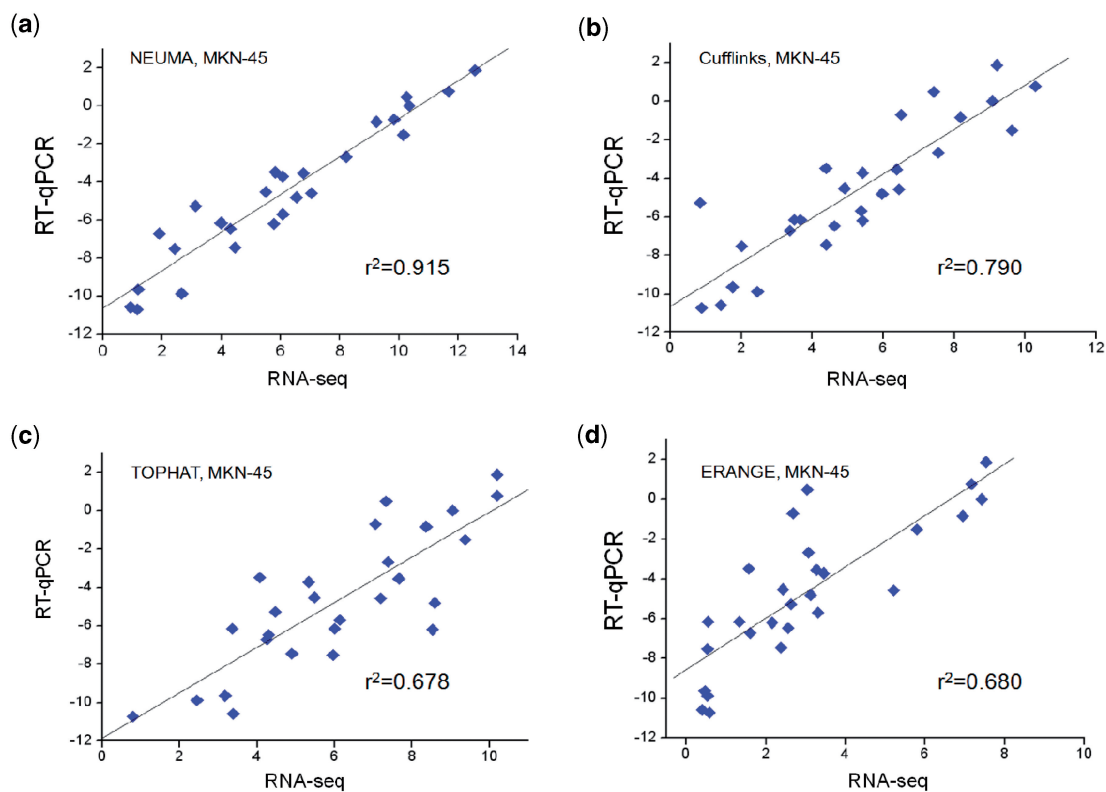 (a)
NEUMA, MKN-45
2
0
-2
-4
-6
-8
-10
-12
RT-qPCR
r²=0.915
0 2 4 6 8 10 12 14
RNA-seq
(b)
Cufflinks, MKN-45
2
0
-2
-4
-6
-8
-10
-12
RT-qPCR
r²=0.790
0 2 4 6 8 10 12
RNA-seq
(c)
TOPHAT, MKN-45
2
0
-2
-4
-6
-8
-10
-12
RT-qPCR
r²=0.678
0 2 4 6 8 10
RNA-seq
(d)
ERANGE, MKN-45
2
0
-2
-4
-6
-8
-10
-12
RT-qPCR
r²=0.680
0 2 4 6 8 10
RNA-seq